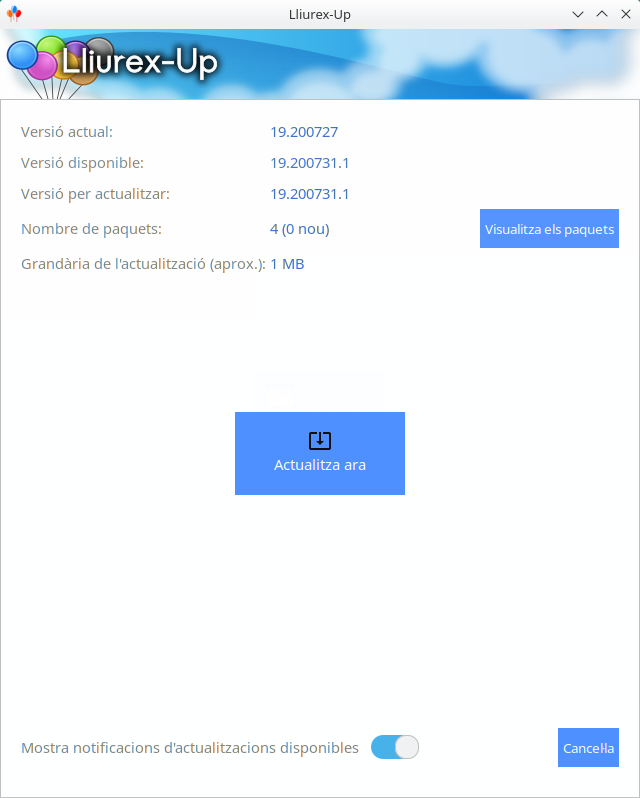 Lliurex-Up
Lliurex-Up
Versió actual: 19.200727
Versió disponible: 19.200731.1
Versió per actualitzar: 19.200731.1
Nombre de paquets: 4 (0 nou) Visualitza els paquets
Grandària de l'actualització (aprox.): 1 MB
Actualitza ara
Mostra notificacions d'actualitzacions disponibles Cancel·la